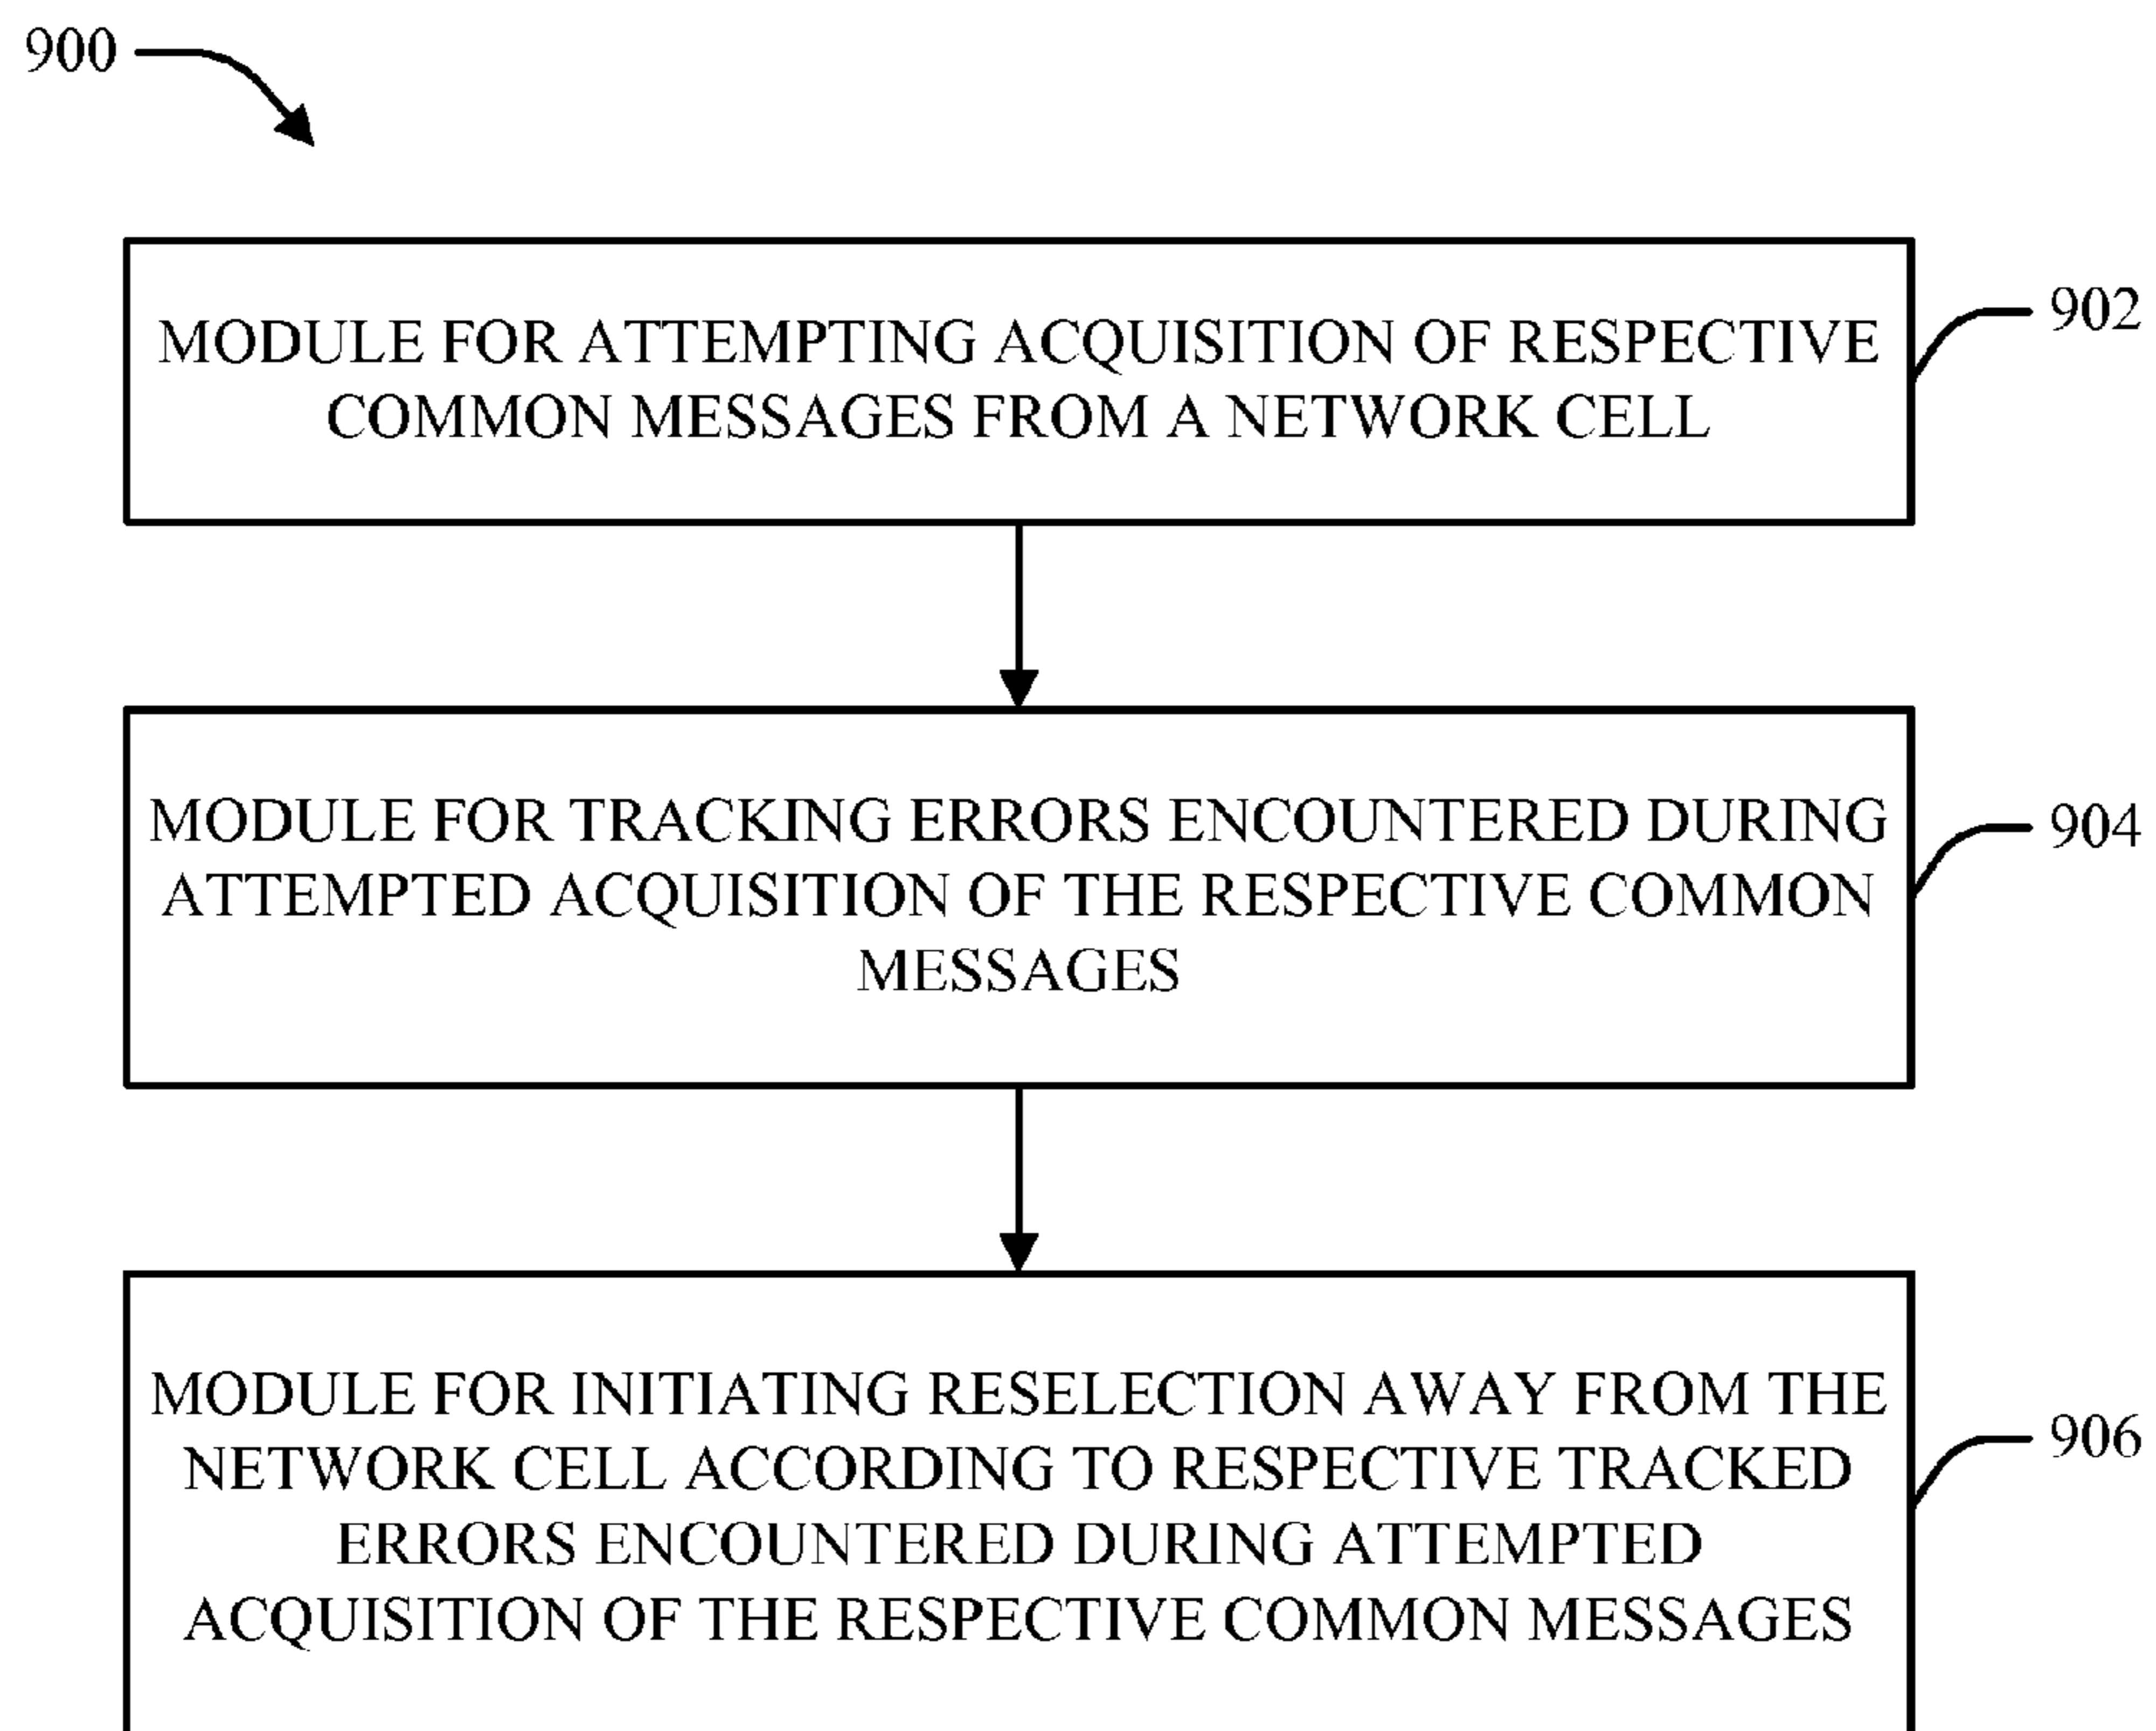 900
MODULE FOR ATTEMPTING ACQUISITION OF RESPECTIVE
COMMON MESSAGES FROM A NETWORK CELL
902
MODULE FOR TRACKING ERRORS ENCOUNTERED DURING
ATTEMPTED ACQUISITION OF THE RESPECTIVE COMMON
MESSAGES
904
MODULE FOR INITIATING RESELECTION AWAY FROM THE
NETWORK CELL ACCORDING TO RESPECTIVE TRACKED
ERRORS ENCOUNTERED DURING ATTEMPTED
ACQUISITION OF THE RESPECTIVE COMMON MESSAGES
906